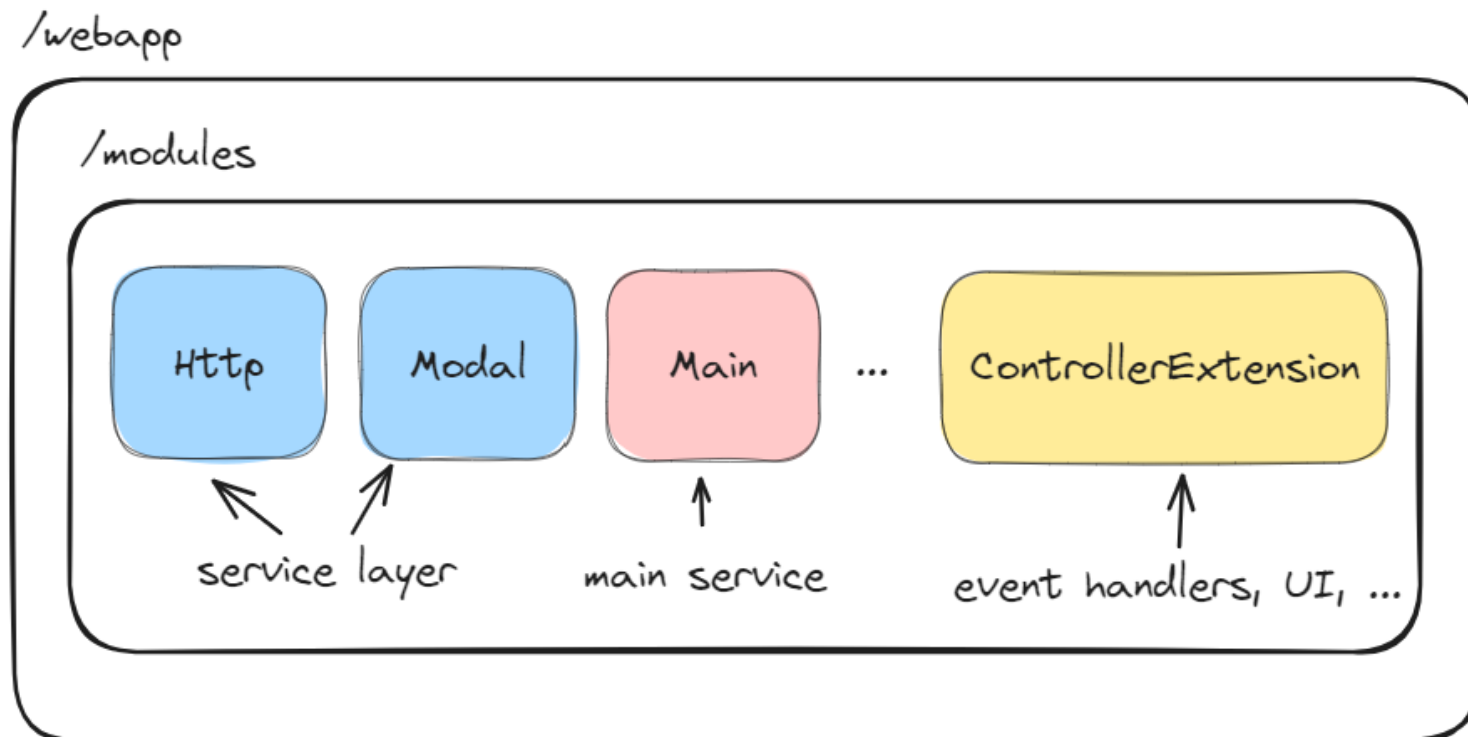 /webapp
/modules
Http
Modal
Main
...
ControllerExtension
service layer
main service
event handlers, UI, ...